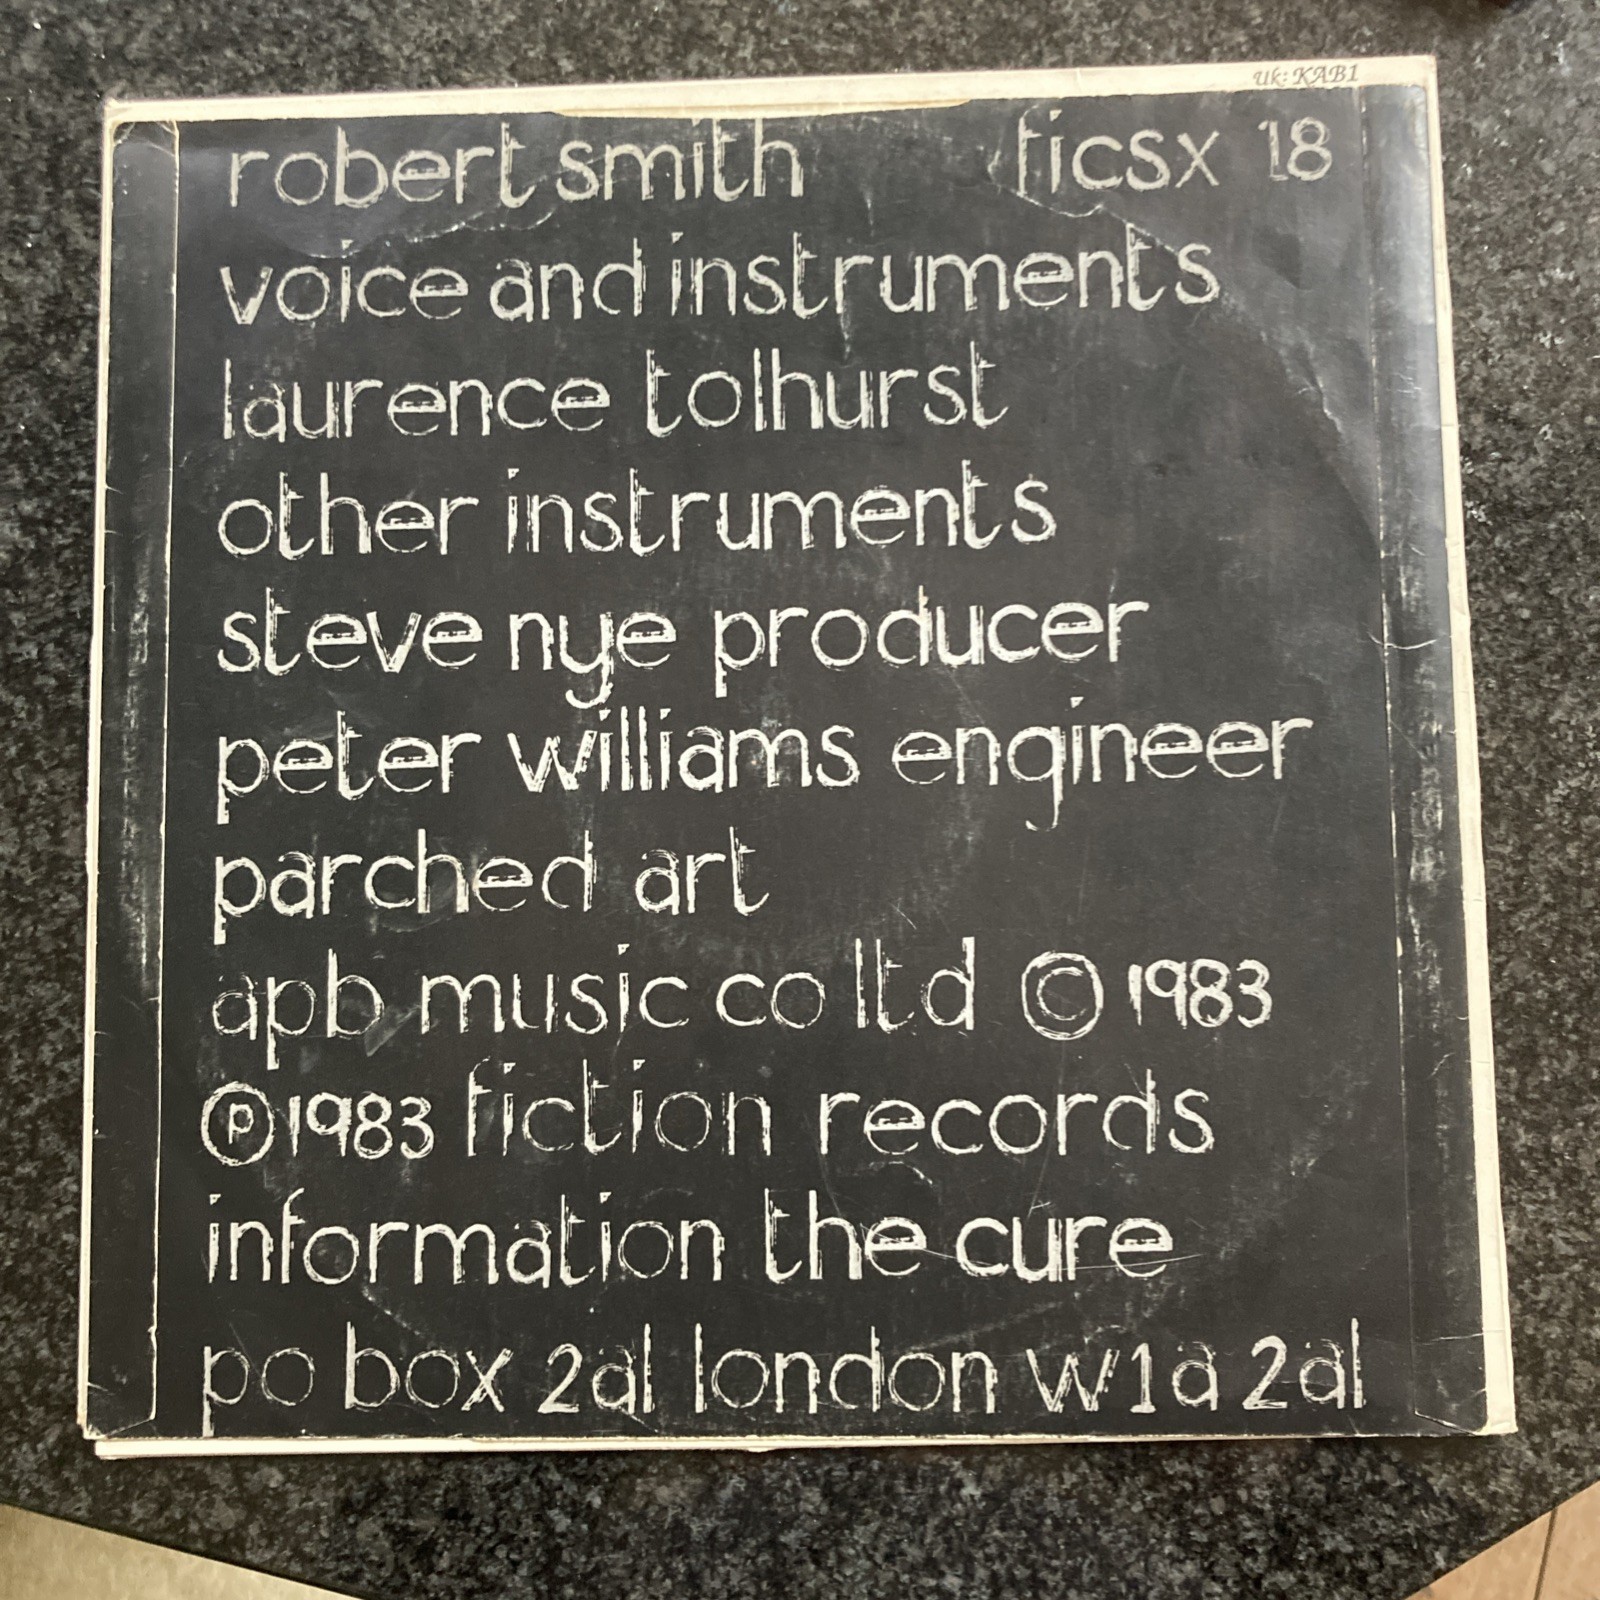 uk: KAB1
robert smith ficsx 18
voice and instruments
laurence tolhurst
other instruments
steve nye producer
peter williams engineer
parched art
apb music co ltd © 1983
℗ 1983 fiction records
information the cure
po box 2al london w1a 2al